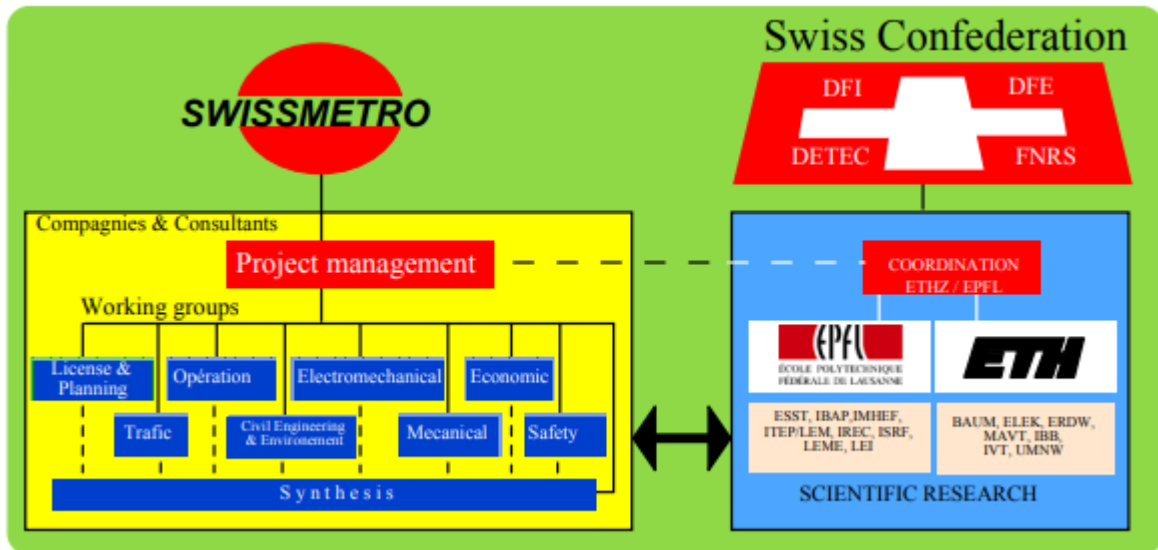 SWISSMETRO
Swiss Confederation
DFI
DFE
DETEC
FNRS
Compagnies & Consultants
Project management
Working groups
License &
Planning
Opération
Electromechanical
Economic
Trafic
Civil Engineering
& Environement
Mecanical
Safety
Synthesis
COORDINATION
ETHZ / EPFL
EPFL
ÉCOLE POLYTECHNIQUE
FÉDÉRALE DE LAUSANNE
ETH
ESST, IBAP,IMHEF,
ITEP/LEM, IREC, ISRF,
LEME, LEI
BAUM, ELEK, ERDW,
MAVT, IBB,
IVT, UMNW
SCIENTIFIC RESEARCH